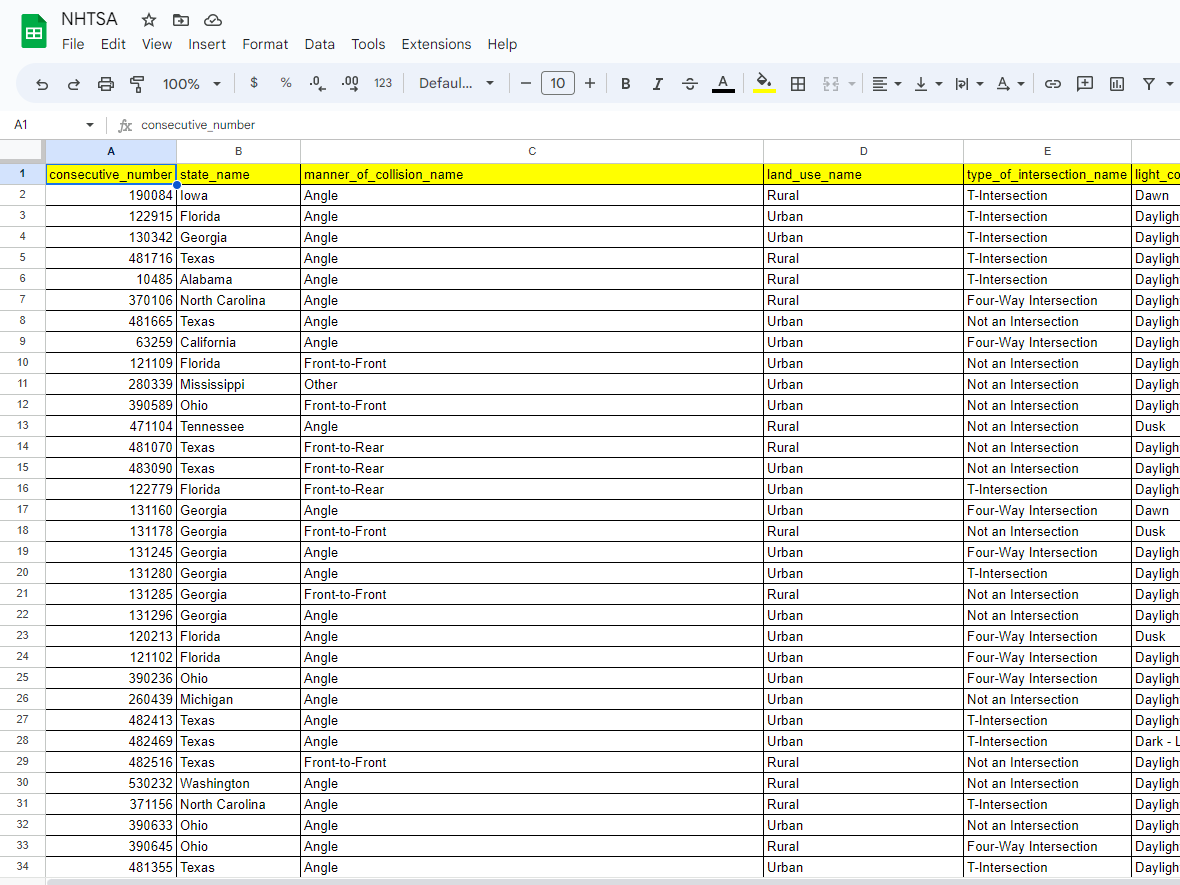 NHTSA
File Edit View Insert Format Data Tools Extensions Help
100% $ % .0 .00 123 Defaul... 10 B I S A
A1 fx consecutive_number
A B C D E
1 consecutive_number state_name manner_of_collision_name land_use_name type_of_intersection_name light_co
2 190084 Iowa Angle Rural T-Intersection Dawn
3 122915 Florida Angle Urban T-Intersection Dayligh
4 130342 Georgia Angle Urban T-Intersection Dayligh
5 481716 Texas Angle Rural T-Intersection Dayligh
6 10485 Alabama Angle Rural T-Intersection Dayligh
7 370106 North Carolina Angle Rural Four-Way Intersection Dayligh
8 481665 Texas Angle Urban Not an Intersection Dayligh
9 63259 California Angle Urban Four-Way Intersection Dayligh
10 121109 Florida Front-to-Front Urban Not an Intersection Dayligh
11 280339 Mississippi Other Urban Not an Intersection Dayligh
12 390589 Ohio Front-to-Front Urban Not an Intersection Dayligh
13 471104 Tennessee Angle Rural Not an Intersection Dusk
14 481070 Texas Front-to-Rear Rural Not an Intersection Dayligh
15 483090 Texas Front-to-Rear Urban Not an Intersection Dayligh
16 122779 Florida Front-to-Rear Urban T-Intersection Dayligh
17 131160 Georgia Angle Urban Four-Way Intersection Dawn
18 131178 Georgia Front-to-Front Rural Not an Intersection Dusk
19 131245 Georgia Angle Urban Four-Way Intersection Dayligh
20 131280 Georgia Angle Urban T-Intersection Dayligh
21 131285 Georgia Front-to-Front Rural Not an Intersection Dayligh
22 131296 Georgia Angle Urban Not an Intersection Dayligh
23 120213 Florida Angle Urban Four-Way Intersection Dusk
24 121102 Florida Angle Urban Four-Way Intersection Dayligh
25 390236 Ohio Angle Urban Four-Way Intersection Dayligh
26 260439 Michigan Angle Urban Not an Intersection Dayligh
27 482413 Texas Angle Urban T-Intersection Dayligh
28 482469 Texas Angle Urban T-Intersection Dark - L
29 482516 Texas Front-to-Front Rural Not an Intersection Dayligh
30 530232 Washington Angle Rural Not an Intersection Dayligh
31 371156 North Carolina Angle Rural T-Intersection Dayligh
32 390633 Ohio Angle Urban Not an Intersection Dayligh
33 390645 Ohio Angle Rural Four-Way Intersection Dayligh
34 481355 Texas Angle Urban T-Intersection Dayligh